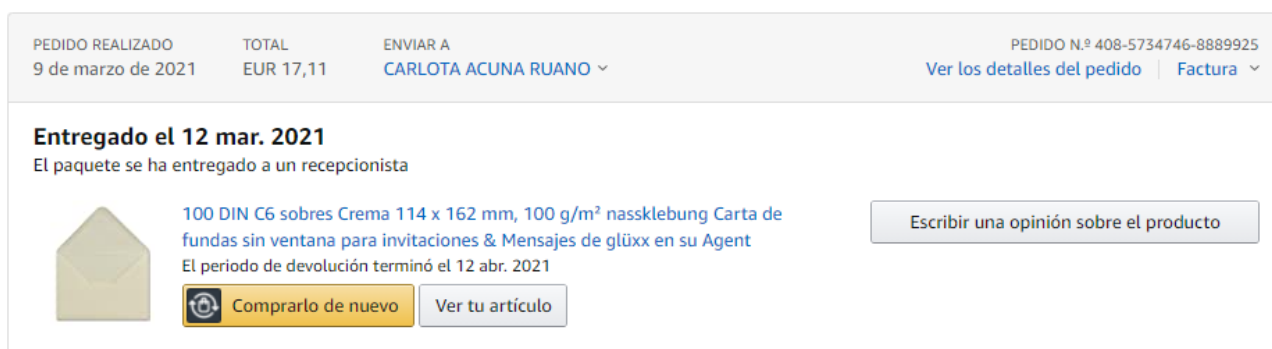 PEDIDO REALIZADO TOTAL ENVIAR A PEDIDO N.º 408-5734746-8889925
9 de marzo de 2021 EUR 17,11 CARLOTA ACUNA RUANO Ver los detalles del pedido Factura
Entregado el 12 mar. 2021
El paquete se ha entregado a un recepcionista
100 DIN C6 sobres Crema 114 x 162 mm, 100 g/m² nassklebung Carta de
fundas sin ventana para invitaciones & Mensajes de glüxx en su Agent
El periodo de devolución terminó el 12 abr. 2021
Comprarlo de nuevo Ver tu artículo
Escribir una opinión sobre el producto